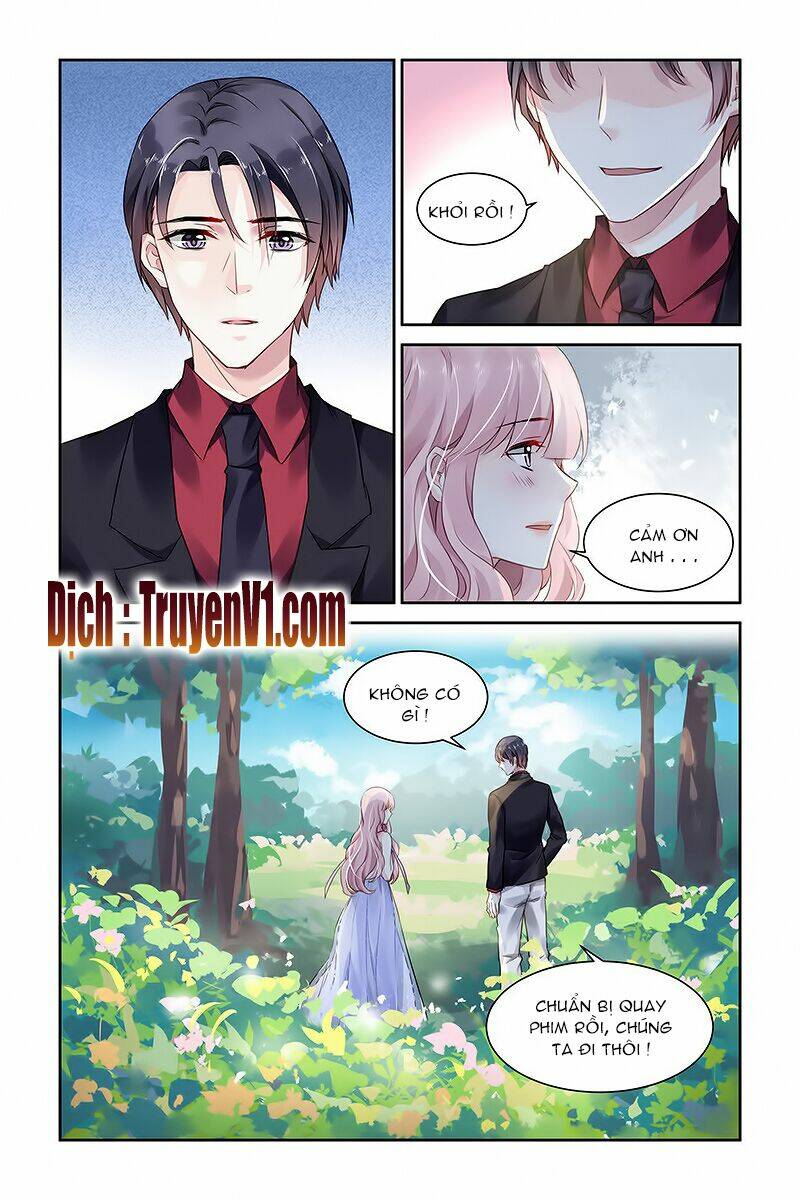 KHỎI RỒI !
CẢM ƠN
ANH . . .
Dịch : TruyenV1.com
KHÔNG CÓ
GÌ !
CHUẨN BỊ QUAY
PHIM RỒI, CHÚNG
TA ĐI THÔI !